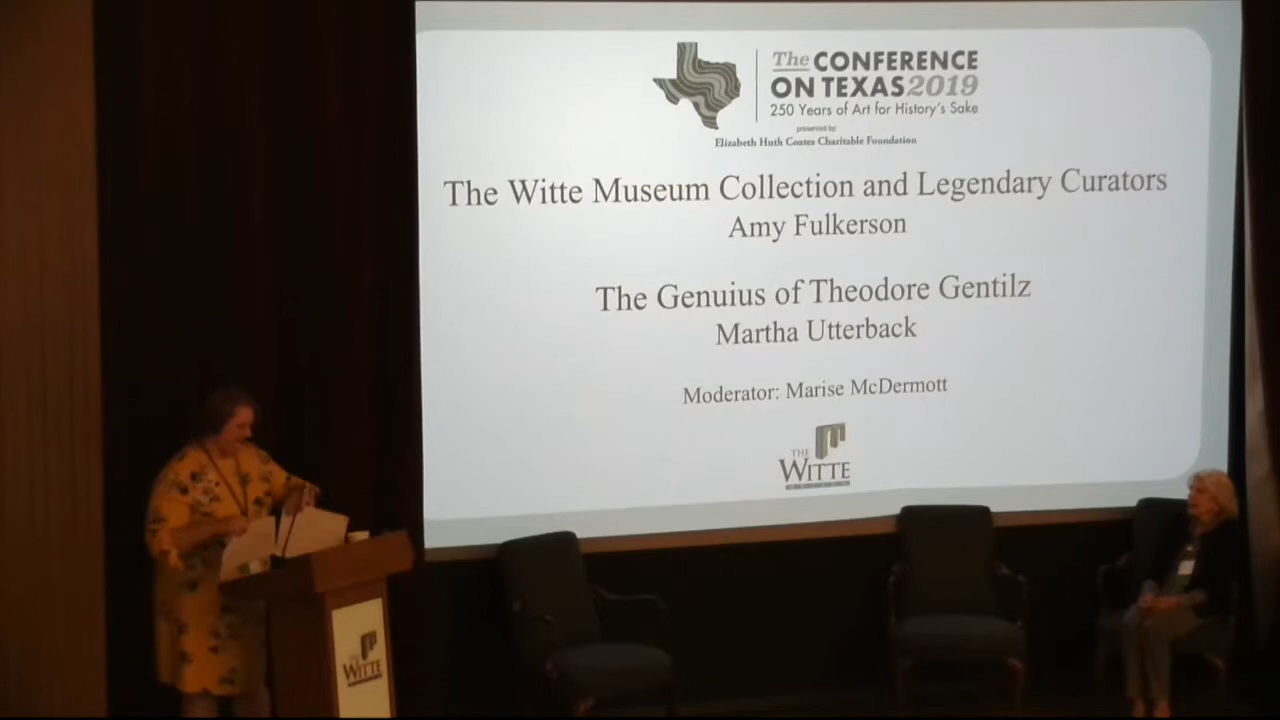 The CONFERENCE
ON TEXAS 2019
250 Years of Art for History's Sake
presented by:
Elizabeth Huth Coates Charitable Foundation
The Witte Museum Collection and Legendary Curators
Amy Fulkerson
The Genuius of Theodore Gentilz
Martha Utterback
Moderator: Marise McDermott
THE
WITTE
THE
WITTE